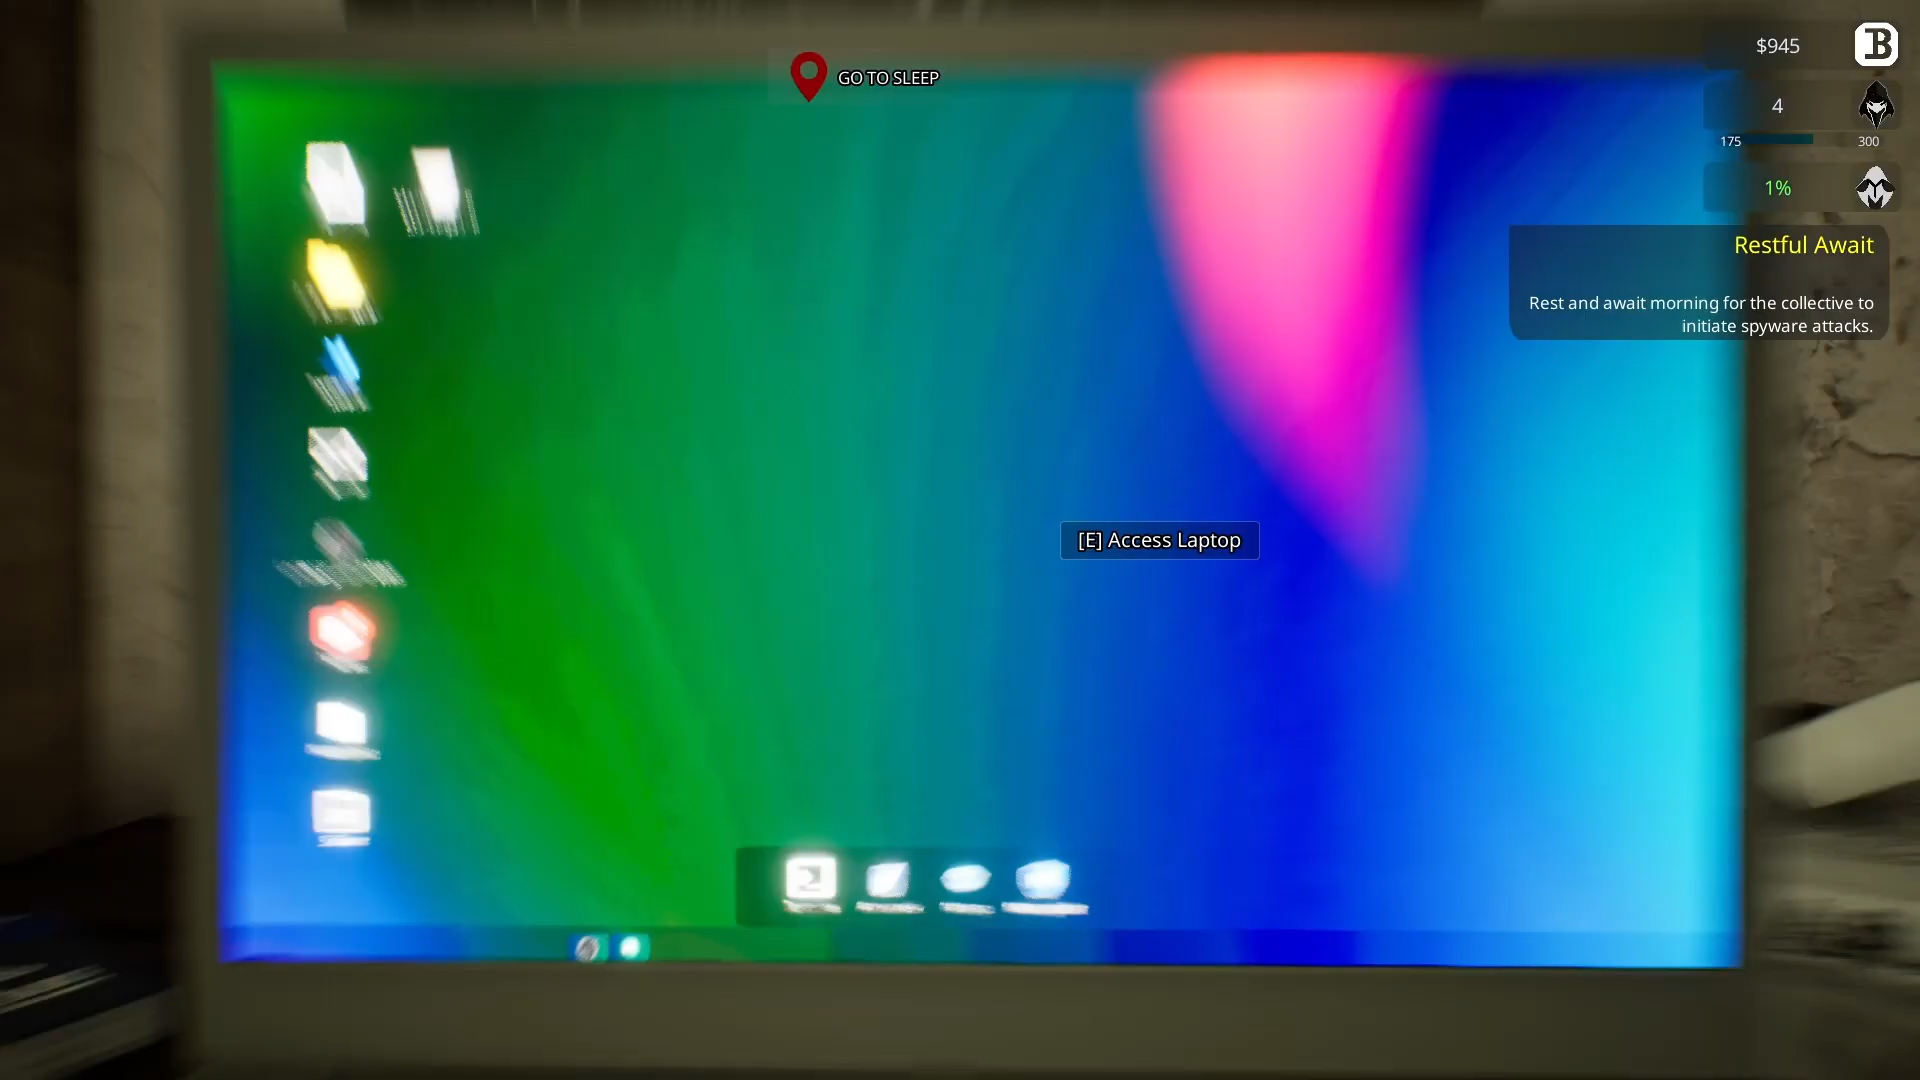 GO TO SLEEP
$945
B
4
175 300
1%
Restful Await
Rest and await morning for the collective to
initiate spyware attacks.
[E] Access Laptop